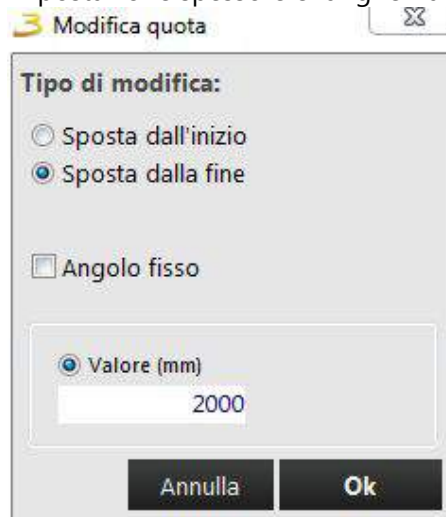 Modifica quota
Tipo di modifica:
Sposta dall'inizio
Sposta dalla fine
Angolo fisso
Valore (mm)
2000
Annulla
Ok